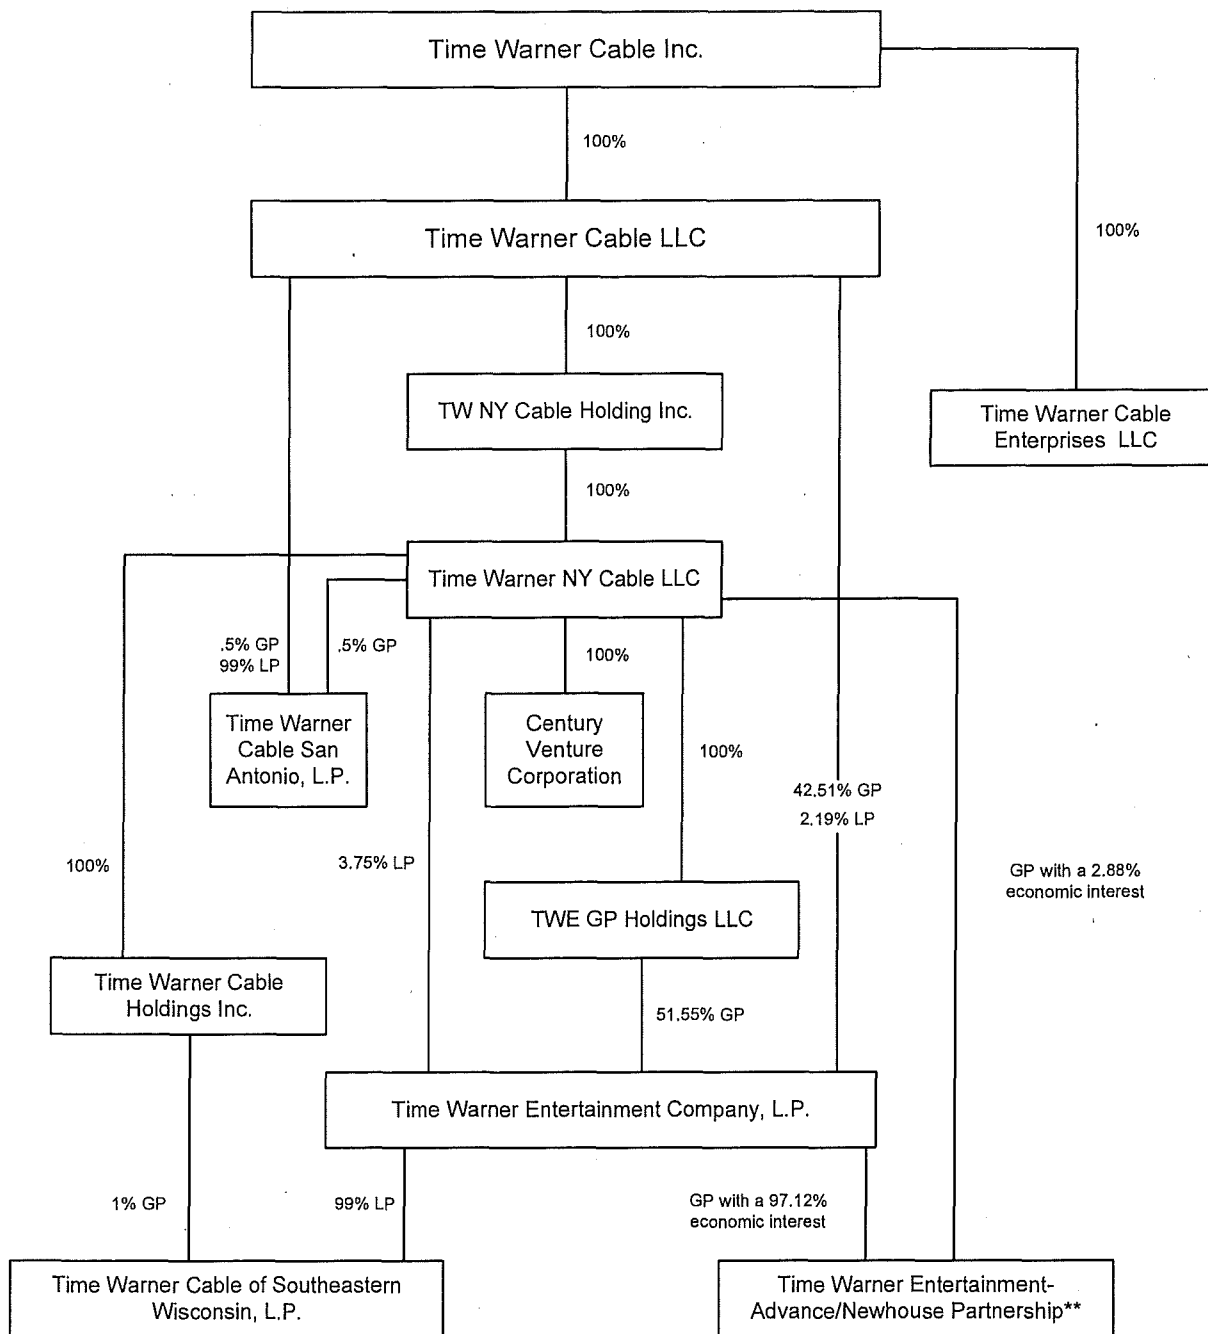 Time Warner Cable Inc.
100%
Time Warner Cable LLC
100%
100%
TW NY Cable Holding Inc.
Time Warner Cable
Enterprises LLC
100%
Time Warner NY Cable LLC
.5% GP
99% LP
.5% GP
100%
Time Warner
Cable San
Antonio, L.P.
Century
Venture
Corporation
100%
42.51% GP
2.19% LP
100%
3.75% LP
GP with a 2.88%
economic interest
TWE GP Holdings LLC
Time Warner Cable
Holdings Inc.
51.55% GP
Time Warner Entertainment Company, L.P.
1% GP
99% LP
GP with a 97.12%
economic interest
Time Warner Cable of Southeastern
Wisconsin, L.P.
Time Warner Entertainment-
Advance/Newhouse Partnership**